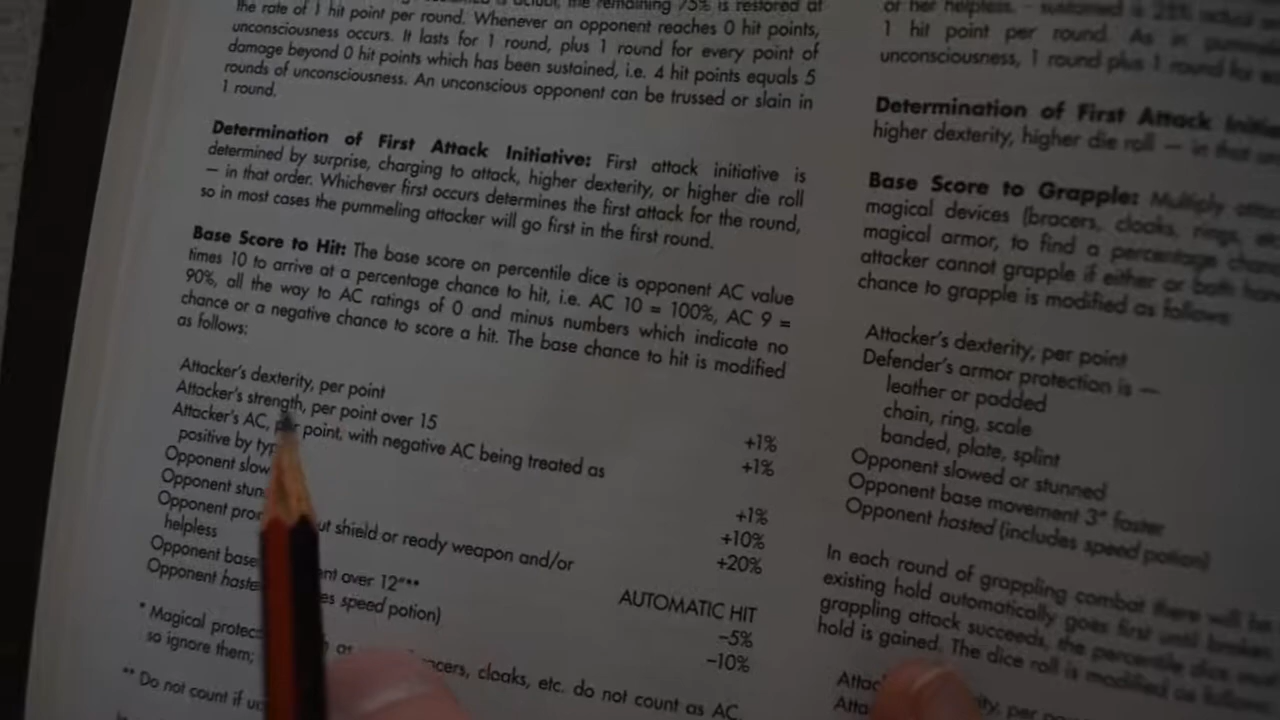 the remaining 75% is restored at
the rate of 1 hit point per round. Whenever an opponent reaches 0 hit points,
unconsciousness occurs. It lasts for 1 round, plus 1 round for every point of
damage beyond 0 hit points which has been sustained, i.e. 4 hit points equals 5
rounds of unconsciousness. An unconscious opponent can be trussed or slain in
1 round.
Determination of First Attack Initiative: First attack initiative is
determined by surprise, charging to attack, higher dexterity, or higher die roll
— in that order. Whichever first occurs determines the first attack for the round,
so in most cases the pummeling attacker will go first in the first round.
Base Score to Hit: The base score on percentile dice is opponent AC value
times 10 to arrive at a percentage chance to hit, i.e. AC 10 = 100%, AC 9 =
90%, all the way to AC ratings of 0 and minus numbers which indicate no
chance or a negative chance to score a hit. The base chance to hit is modified
as follows:
Attacker's dexterity, per point +1%
Attacker's strength, per point over 15 +1%
Attacker's AC, per point, with negative AC being treated as
positive by +1%
Opponent slow +10%
Opponent stun +20%
Opponent shield or ready weapon and/or
helpless AUTOMATIC HIT
Opponent base over 12"** –5%
Opponent haste speed potion) –10%
* Magical protec cloaks, etc. do not count as AC,
so ignore them;
** Do not count if
or her helpless. sustained is 25%
1 hit point per round. As in
unconsciousness, 1 round plus 1 round for
Determination of First Attack
higher dexterity, higher die roll — in that
Base Score to Grapple: Multiply
magical devices (bracers, cloaks, rings,
magical armor, to find a percentage
attacker cannot grapple if either or both
chance to grapple is modified as follows
Attacker's dexterity, per point
Defender's armor protection is —
leather or padded
chain, ring, scale
banded, plate, splint
Opponent slowed or stunned
Opponent base movement 3" faster
Opponent hasted (includes speed potion)
In each round of grappling combat there will be
existing hold automatically goes first until broken.
grappling attack succeeds, the percentile dice
hold is gained. The dice roll is modified as follows
per